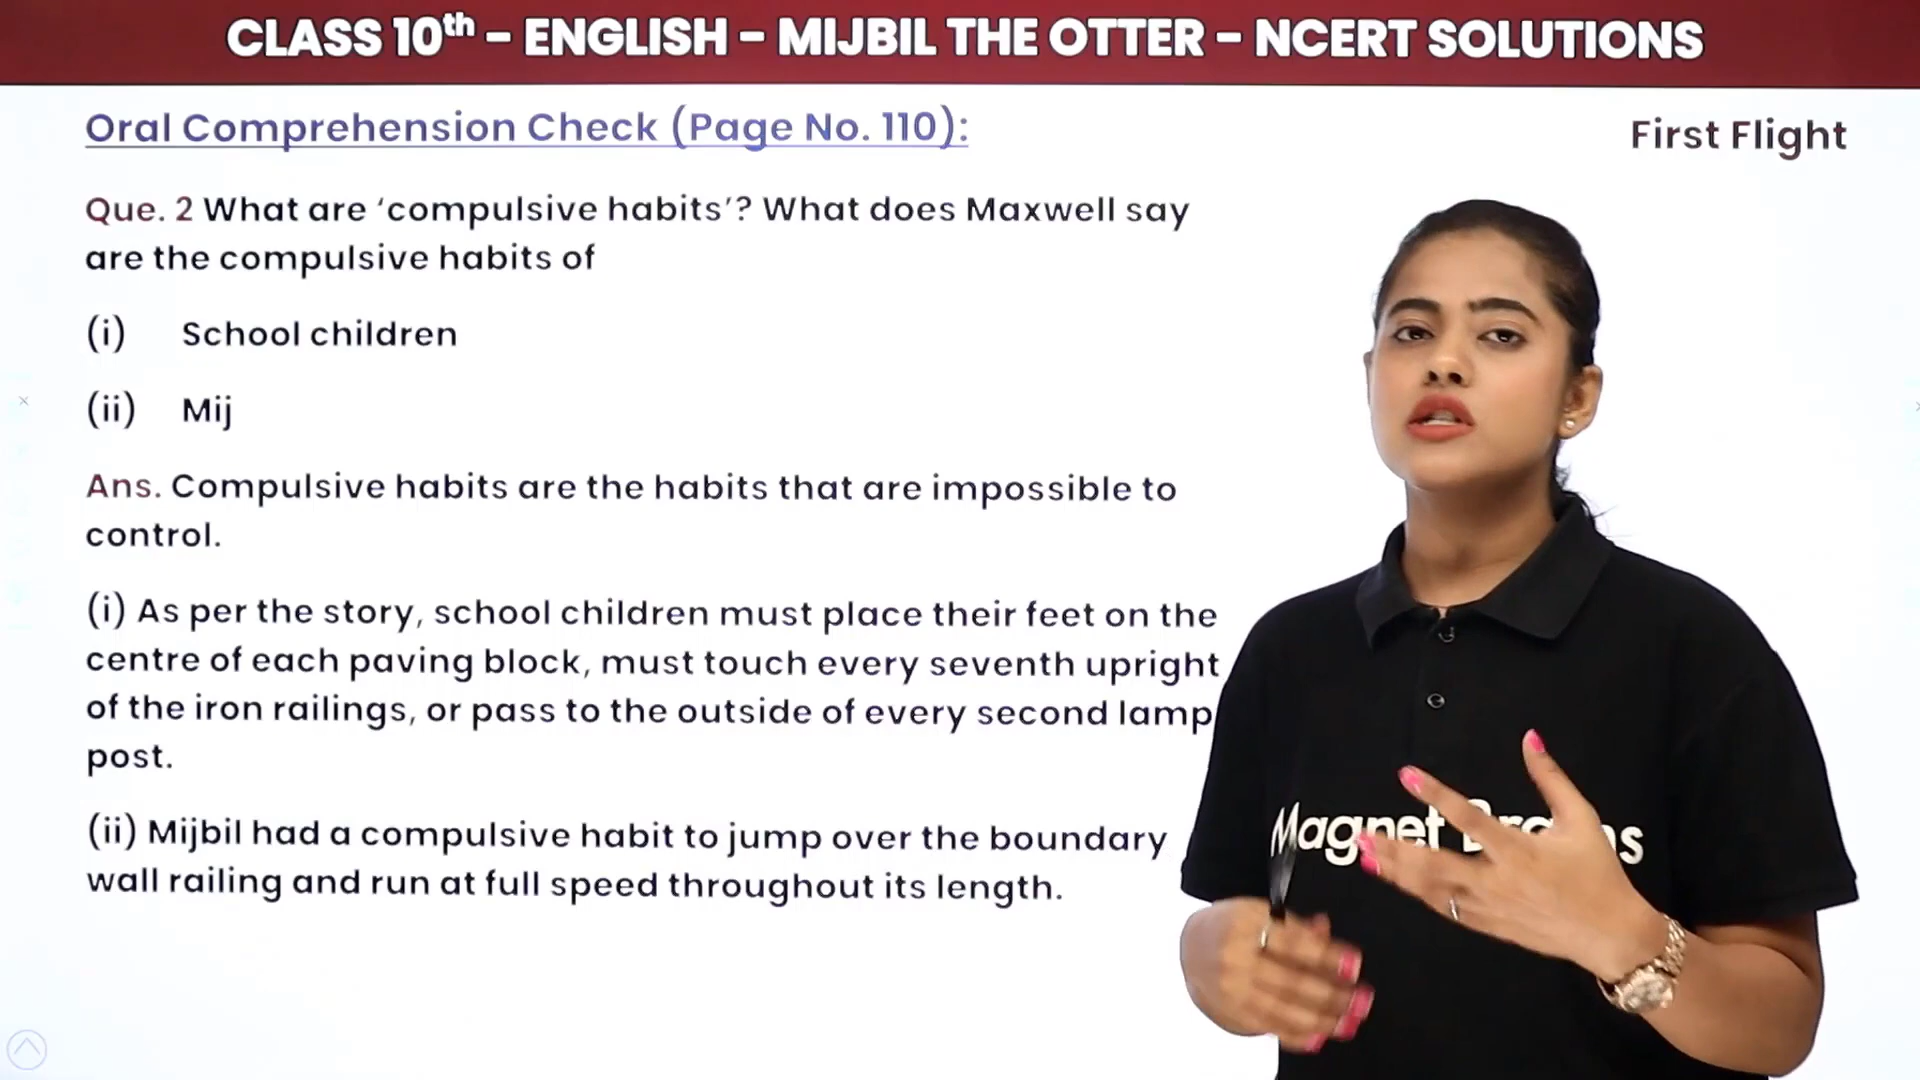 CLASS 10th - ENGLISH - MIJBIL THE OTTER - NCERT SOLUTIONS
Oral Comprehension Check (Page No. 110):
First Flight
Que. 2 What are ‘compulsive habits’? What does Maxwell say
are the compulsive habits of
(i) School children
(ii) Mij
Ans. Compulsive habits are the habits that are impossible to
control.
(i) As per the story, school children must place their feet on the
centre of each paving block, must touch every seventh upright
of the iron railings, or pass to the outside of every second lamp
post.
(ii) Mijbil had a compulsive habit to jump over the boundary
wall railing and run at full speed throughout its length.
Magnet